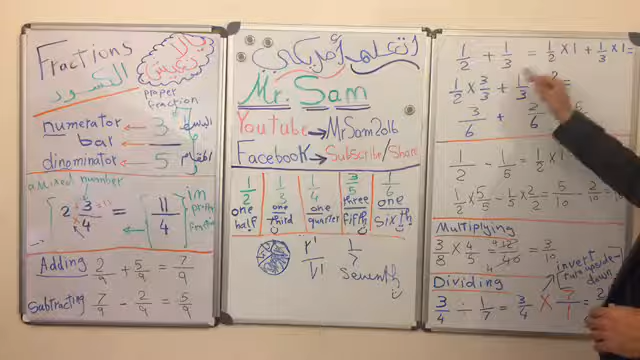 Fractions
الكسور
proper fraction
numerator ← 3
bar ←
dinominator ← 5
a mixed number
2 3/4 = 11/4
Adding 2/9 + 5/9 = 7/9
Subtracting 7/9 - 2/9 = 5/9
Mr. Sam
Youtube → MrSam2016
Facebook → Subscribe/Share
1/2 1/3 1/4 3/5 1/6
one half one third one quarter three fifth one sixth
1/7
Seventh
1/2 + 1/3 = 1/2 x 1 + 1/3 x 1 =
1/2 x 3/3 + 1/3
3/6 + 2/6
1/2 - 1/5 = 1/2 x 1
1/2 x 5/5 - 1/5 x 2/2 = 5/10 - 2/10
Multiplying
3/8 x 4/5 = 12/40 = 3/10
invert
turn upside-down
Dividing
3/4 ÷ 1/7 = 3/4 x 7/1 =